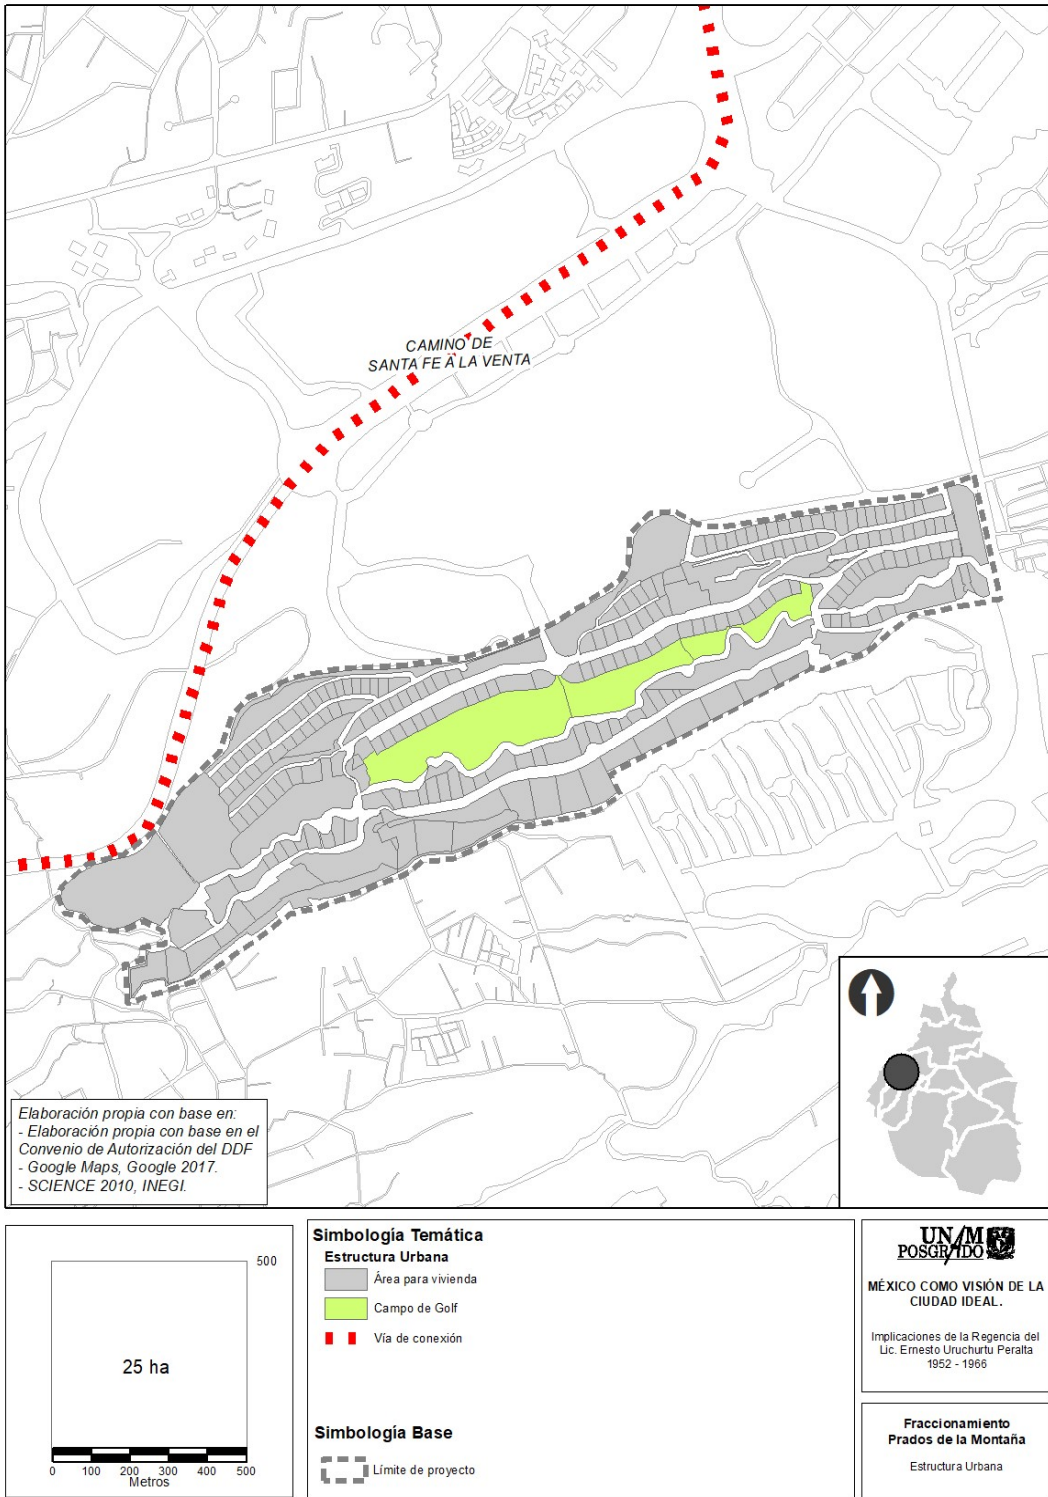 CAMINO DE
SANTA FE A LA VENTA
Elaboración propia con base en:
- Elaboración propia con base en el
Convenio de Autorización del DDF
- Google Maps, Google 2017.
- SCIENCE 2010, INEGI.
500
25 ha
0 100 200 300 400 500
Metros
Simbología Temática
Estructura Urbana
Área para vivienda
Campo de Golf
Vía de conexión
Simbología Base
Límite de proyecto
UNAM
POSGRADO
MÉXICO COMO VISIÓN DE LA
CIUDAD IDEAL.
Implicaciones de la Regencia del
Lic. Ernesto Uruchurtu Peralta
1952 - 1966
Fraccionamiento
Prados de la Montaña
Estructura Urbana